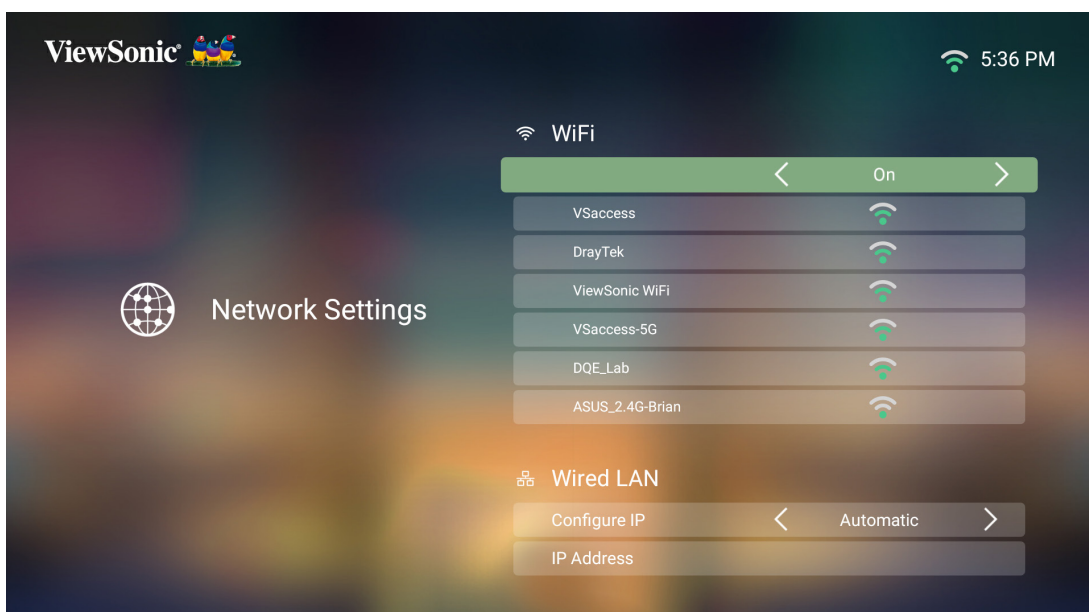 ViewSonic®
5:36 PM
WiFi
On
VSaccess
DrayTek
ViewSonic WiFi
VSaccess-5G
DQE_Lab
ASUS_2.4G-Brian
Network Settings
Wired LAN
Configure IP Automatic
IP Address